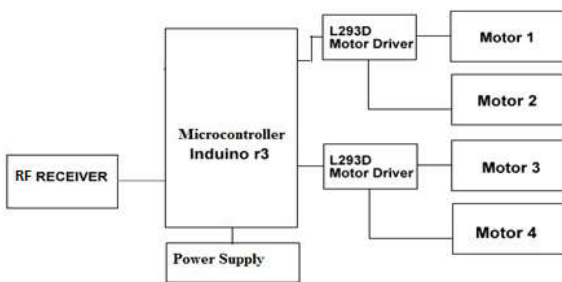 L293D
Motor Driver
Motor 1
Motor 2
Microcontroller
Induino r3
RF RECEIVER
L293D
Motor Driver
Motor 3
Motor 4
Power Supply